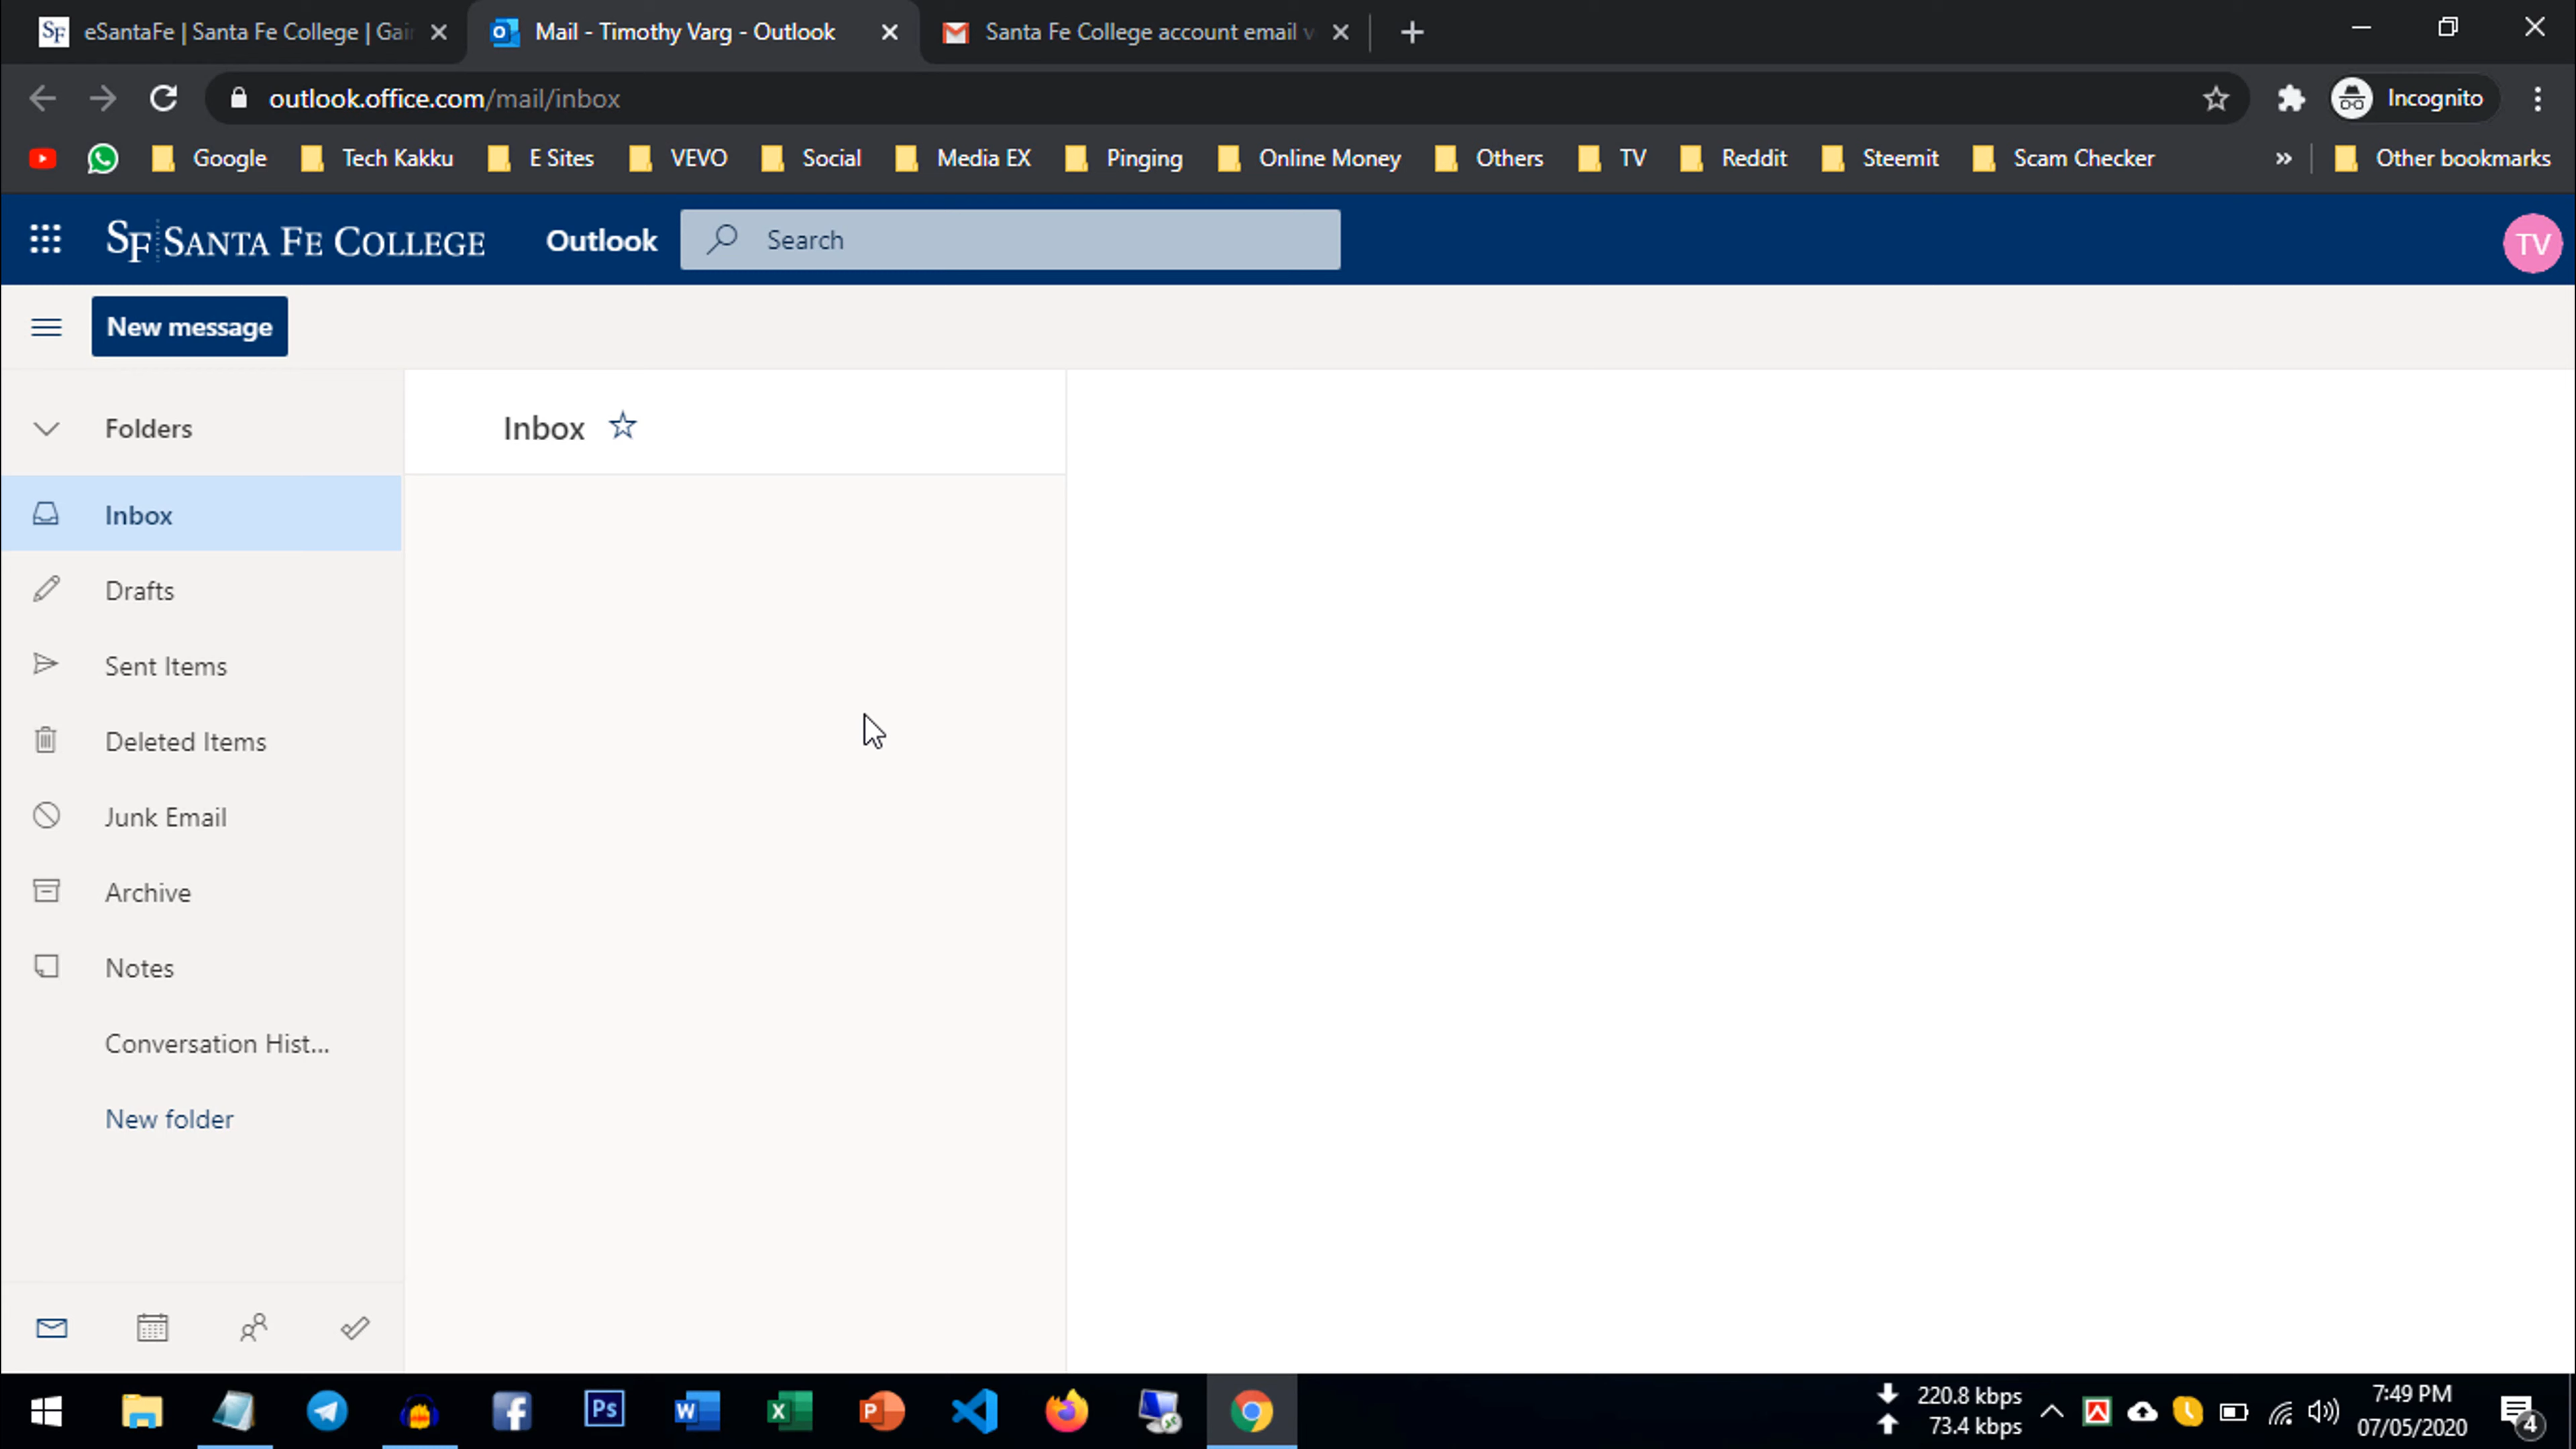 SF eSantaFe | Santa Fe College | Gai
Mail - Timothy Varg - Outlook
Santa Fe College account email v
outlook.office.com/mail/inbox
Incognito
Google
Tech Kakku
E Sites
VEVO
Social
Media EX
Pinging
Online Money
Others
TV
Reddit
Steemit
Scam Checker
»
Other bookmarks
SF SANTA FE COLLEGE
Outlook
Search
TV
New message
Folders
Inbox
Drafts
Sent Items
Deleted Items
Junk Email
Archive
Notes
Conversation Hist...
New folder
Inbox
Ps
220.8 kbps
73.4 kbps
7:49 PM
07/05/2020
4